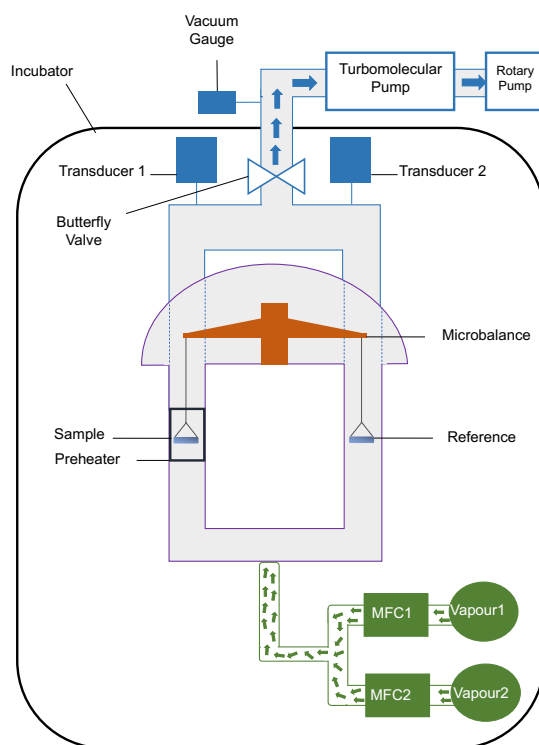 Vacuum
Gauge
Turbomolecular
Pump
Rotary
Pump
Incubator
Transducer 1
Transducer 2
Butterfly
Valve
Microbalance
Sample
Preheater
Reference
MFC1
Vapour1
MFC2
Vapour2